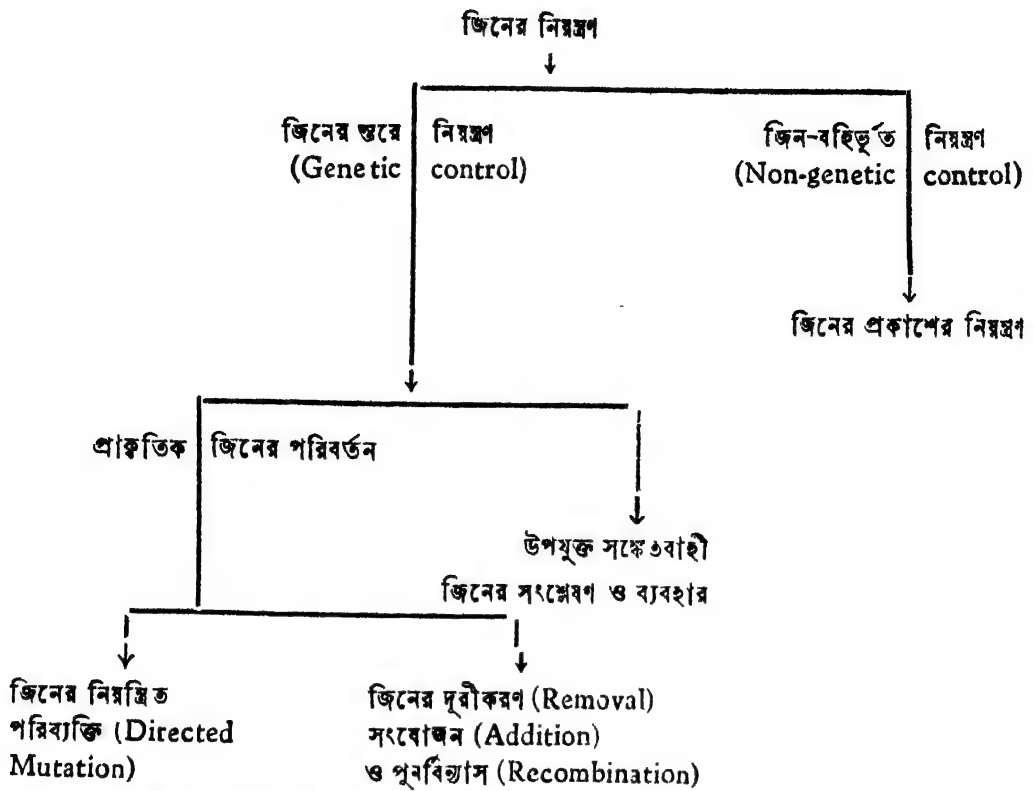 জিনের নিয়ন্ত্রণ
জিনের স্তরে নিয়ন্ত্রণ
(Genetic control)
জিন-বহির্ভূত নিয়ন্ত্রণ
(Non-genetic control)
জিনের প্রকাশের নিয়ন্ত্রণ
প্রাকৃতিক জিনের পরিবর্তন
উপযুক্ত সঙ্কেতবাহী
জিনের সংশ্লেষণ ও ব্যবহার
জিনের নিয়ন্ত্রিত
পরিব্যক্তি (Directed
Mutation)
জিনের দূরীকরণ (Removal)
সংযোজন (Addition)
ও পুনর্বিন্যাস (Recombination)